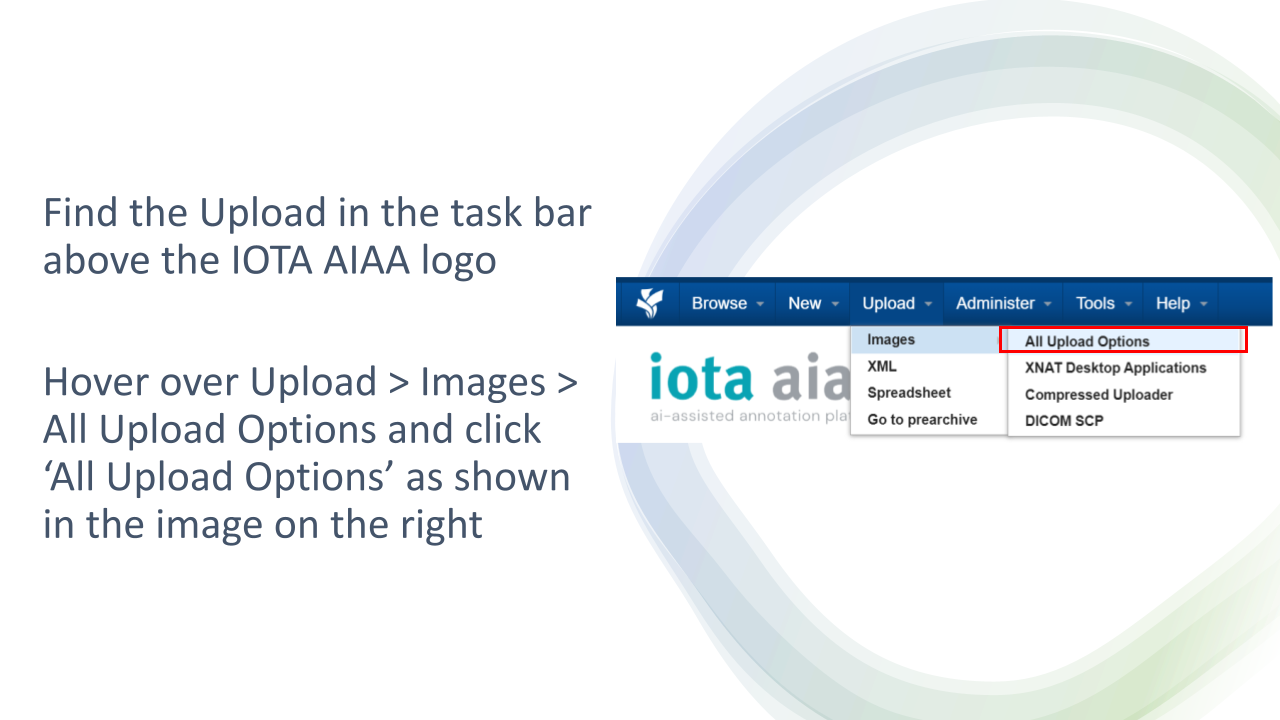 Find the Upload in the task bar
above the IOTA AIAA logo
Hover over Upload > Images >
All Upload Options and click
‘All Upload Options’ as shown
in the image on the right
Browse New Upload Administer Tools Help
Images
XML
Spreadsheet
Go to prearchive
All Upload Options
XNAT Desktop Applications
Compressed Uploader
DICOM SCP
iota aia
ai-assisted annotation pla